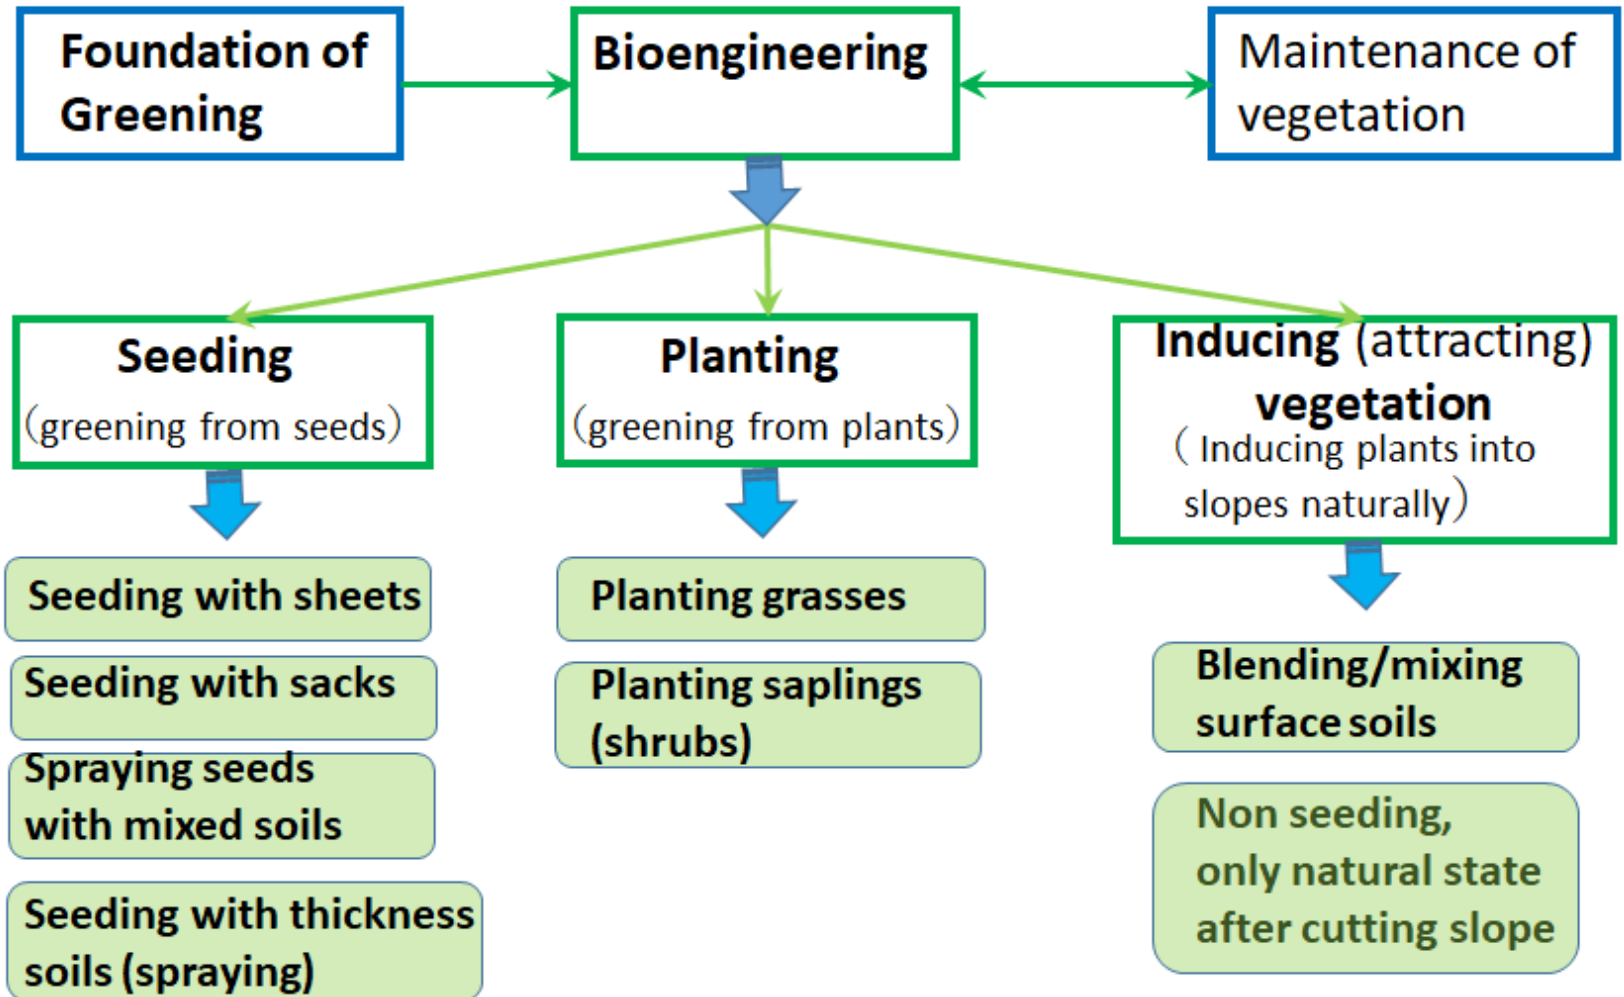 Foundation of
Greening
Bioengineering
Maintenance of
vegetation
Seeding
（greening from seeds）
Planting
（greening from plants）
Inducing (attracting)
vegetation
（ Inducing plants into
slopes naturally）
Seeding with sheets
Seeding with sacks
Spraying seeds
with mixed soils
Seeding with thickness
soils (spraying)
Planting grasses
Planting saplings
(shrubs)
Blending/mixing
surface soils
Non seeding,
only natural state
after cutting slope